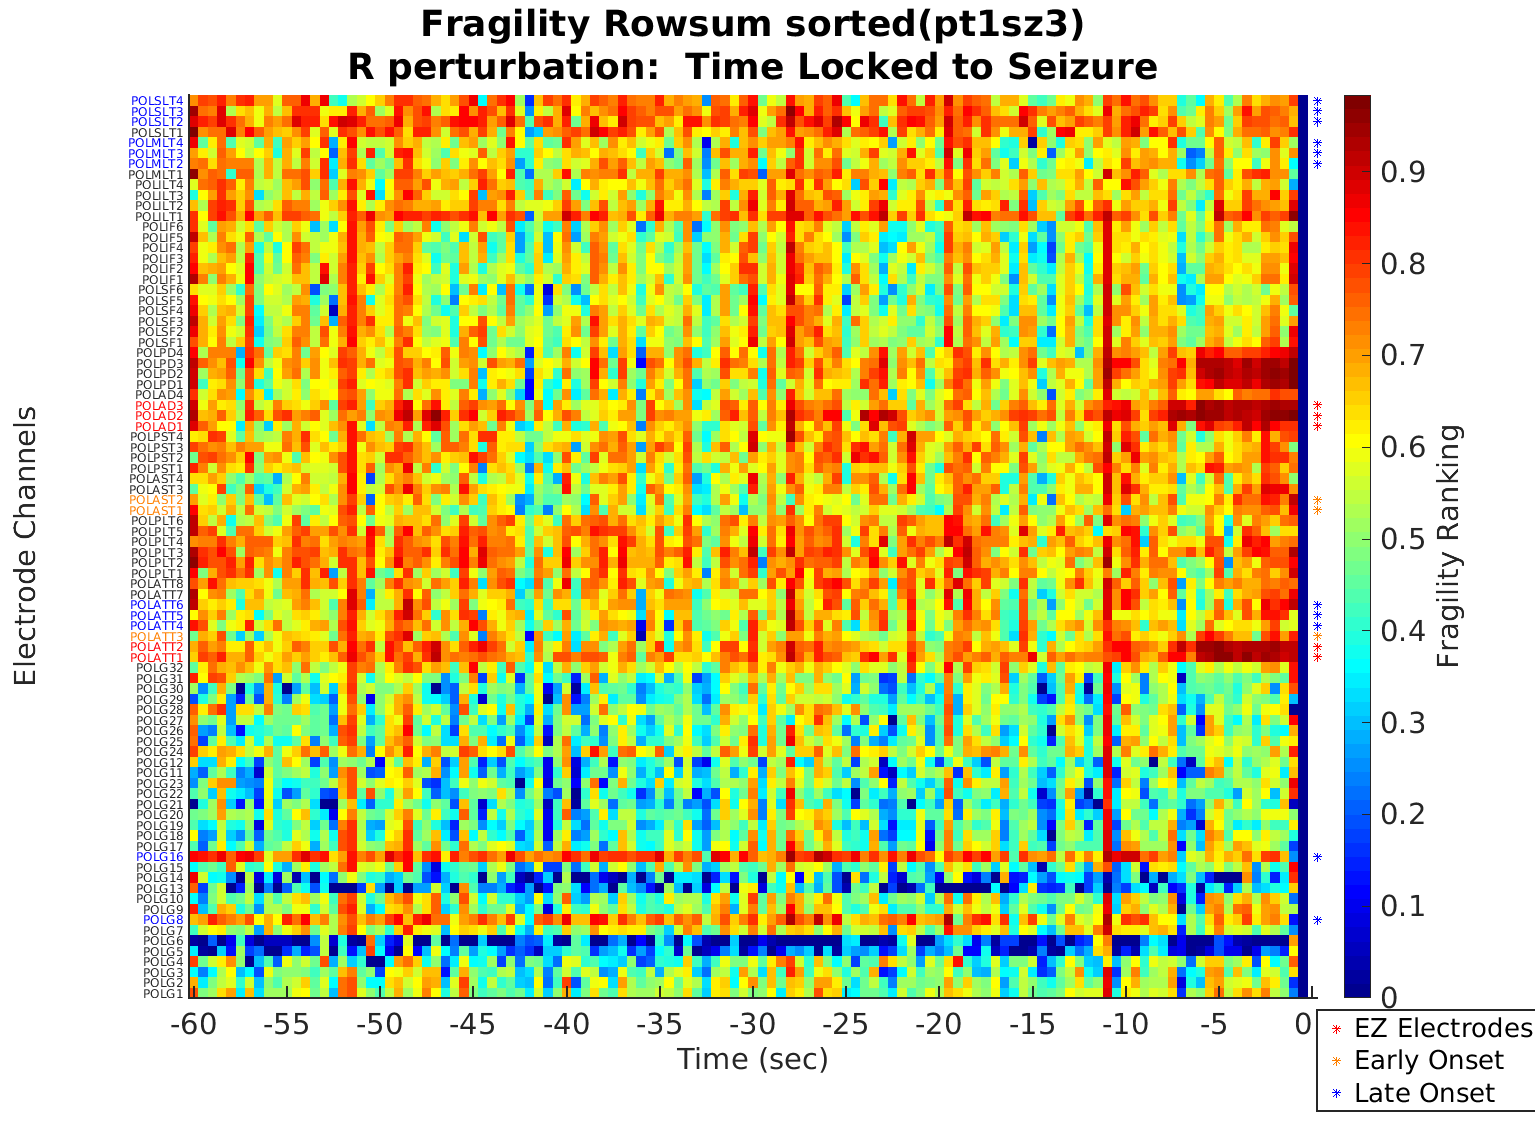 Fragility Rowsum sorted(pt1sz3)
R perturbation:  Time Locked to Seizure
Electrode Channels
POLSLT4
POLSLT3
POLSLT2
POLSLT1
POLMLT4
POLMLT3
POLMLT2
POLMLT1
POLILT4
POLILT3
POLILT2
POLILT1
POLIF6
POLIF5
POLIF4
POLIF3
POLIF2
POLIF1
POLSF6
POLSF5
POLSF4
POLSF3
POLSF2
POLSF1
POLPD4
POLPD3
POLPD2
POLPD1
POLAD4
POLAD3
POLAD2
POLAD1
POLPST4
POLPST3
POLPST2
POLPST1
POLAST4
POLAST3
POLAST2
POLAST1
POLPLT6
POLPLT5
POLPLT4
POLPLT3
POLPLT2
POLPLT1
POLATT8
POLATT7
POLATT6
POLATT5
POLATT4
POLATT3
POLATT2
POLATT1
POLG32
POLG31
POLG30
POLG29
POLG28
POLG27
POLG26
POLG25
POLG24
POLG12
POLG11
POLG23
POLG22
POLG21
POLG20
POLG19
POLG18
POLG17
POLG16
POLG15
POLG14
POLG13
POLG10
POLG9
POLG8
POLG7
POLG6
POLG5
POLG4
POLG3
POLG2
POLG1
-60 -55 -50 -45 -40 -35 -30 -25 -20 -15 -10 -5 0
Time (sec)
0.9
0.8
0.7
0.6
0.5
0.4
0.3
0.2
0.1
0
Fragility Ranking
EZ Electrodes
Early Onset
Late Onset